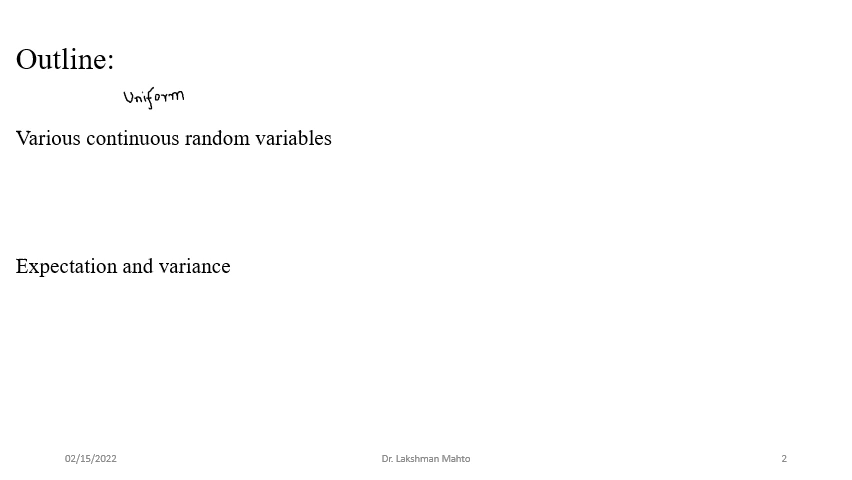 Outline:
Uniform
Various continuous random variables
Expectation and variance
02/15/2022 Dr. Lakshman Mahto 2